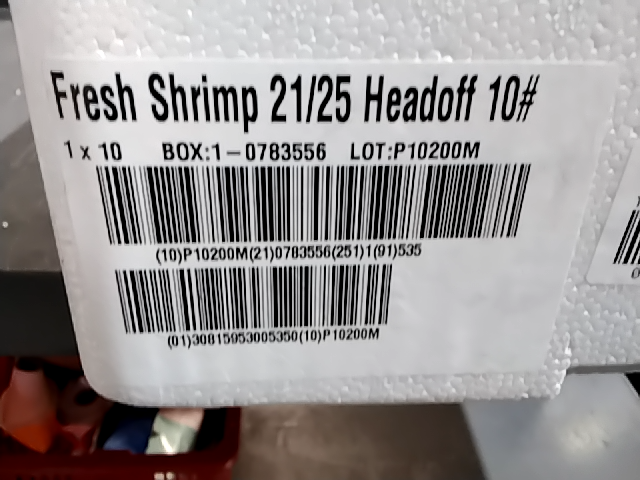 Fresh Shrimp 21/25 Headoff 10#
1 x 10 BOX:1-0783556 LOT:P10200M
(10)P10200M(21)0783556(251)1(91)535
(01)30815953005350(10)P10200M